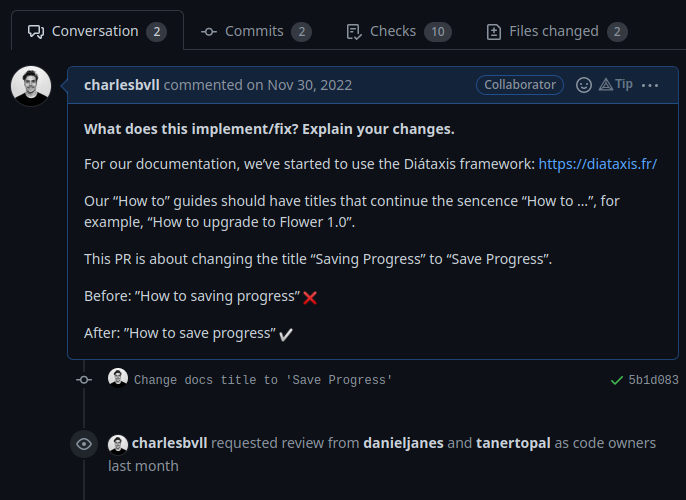 Conversation 2 Commits 2 Checks 10 Files changed 2
charlesbvll commented on Nov 30, 2022 Collaborator Tip
What does this implement/fix? Explain your changes.
For our documentation, we’ve started to use the Diátaxis framework: https://diataxis.fr/
Our “How to” guides should have titles that continue the sencence “How to …”, for
example, “How to upgrade to Flower 1.0”.
This PR is about changing the title “Saving Progress” to “Save Progress”.
Before: ”How to saving progress” ❌
After: ”How to save progress” ✔️
Change docs title to 'Save Progress' 5b1d083
charlesbvll requested review from danieljanes and tanertopal as code owners
last month